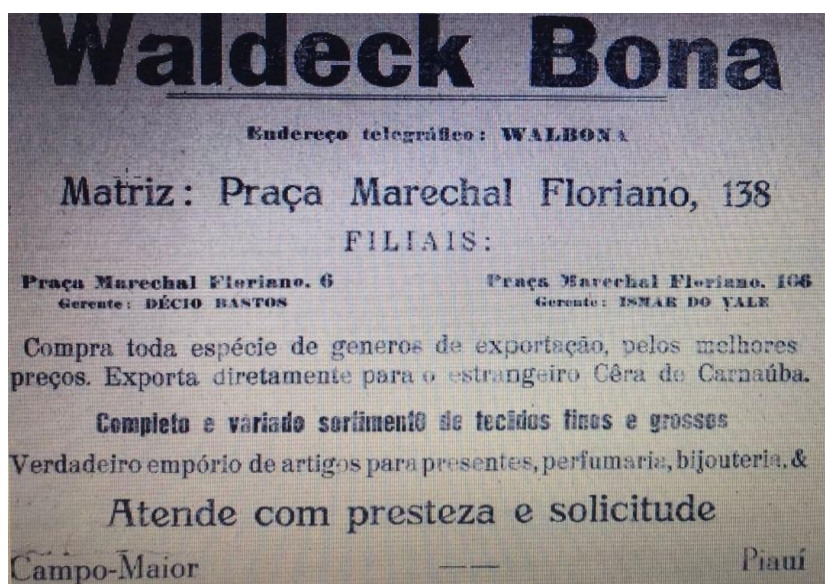 Waldeck Bona
Endereço telegráfico: WALBONA
Matriz: Praça Marechal Floriano, 138
FILIAIS:
Praça Marechal Floriano, 6
Gerente: DÉCIO BASTOS
Praça Marechal Floriano, 166
Gerente: ISMAR DO VALE
Compra toda espécie de generos de exportação, pelos melhores
preços. Exporta diretamente para o estrangeiro Cêra de Carnaúba.
Completo e variado sortimento de tecidos finos e grossos
Verdadeiro empório de artigos para presentes, perfumaria, bijouteria, &
Atende com presteza e solicitude
Campo-Maior —— Piauí